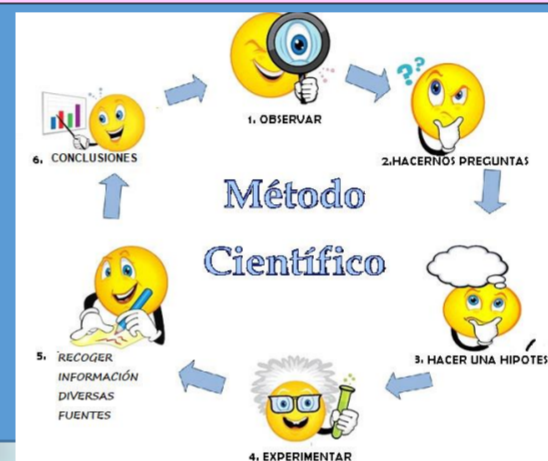 Método
Científico
1. OBSERVAR
2.HACERNOS PREGUNTAS
3. HACER UNA HIPÓTES
4. EXPERIMENTAR
5. RECOGER
INFORMACIÓN
DIVERSAS
FUENTES
6. CONCLUSIONES
??